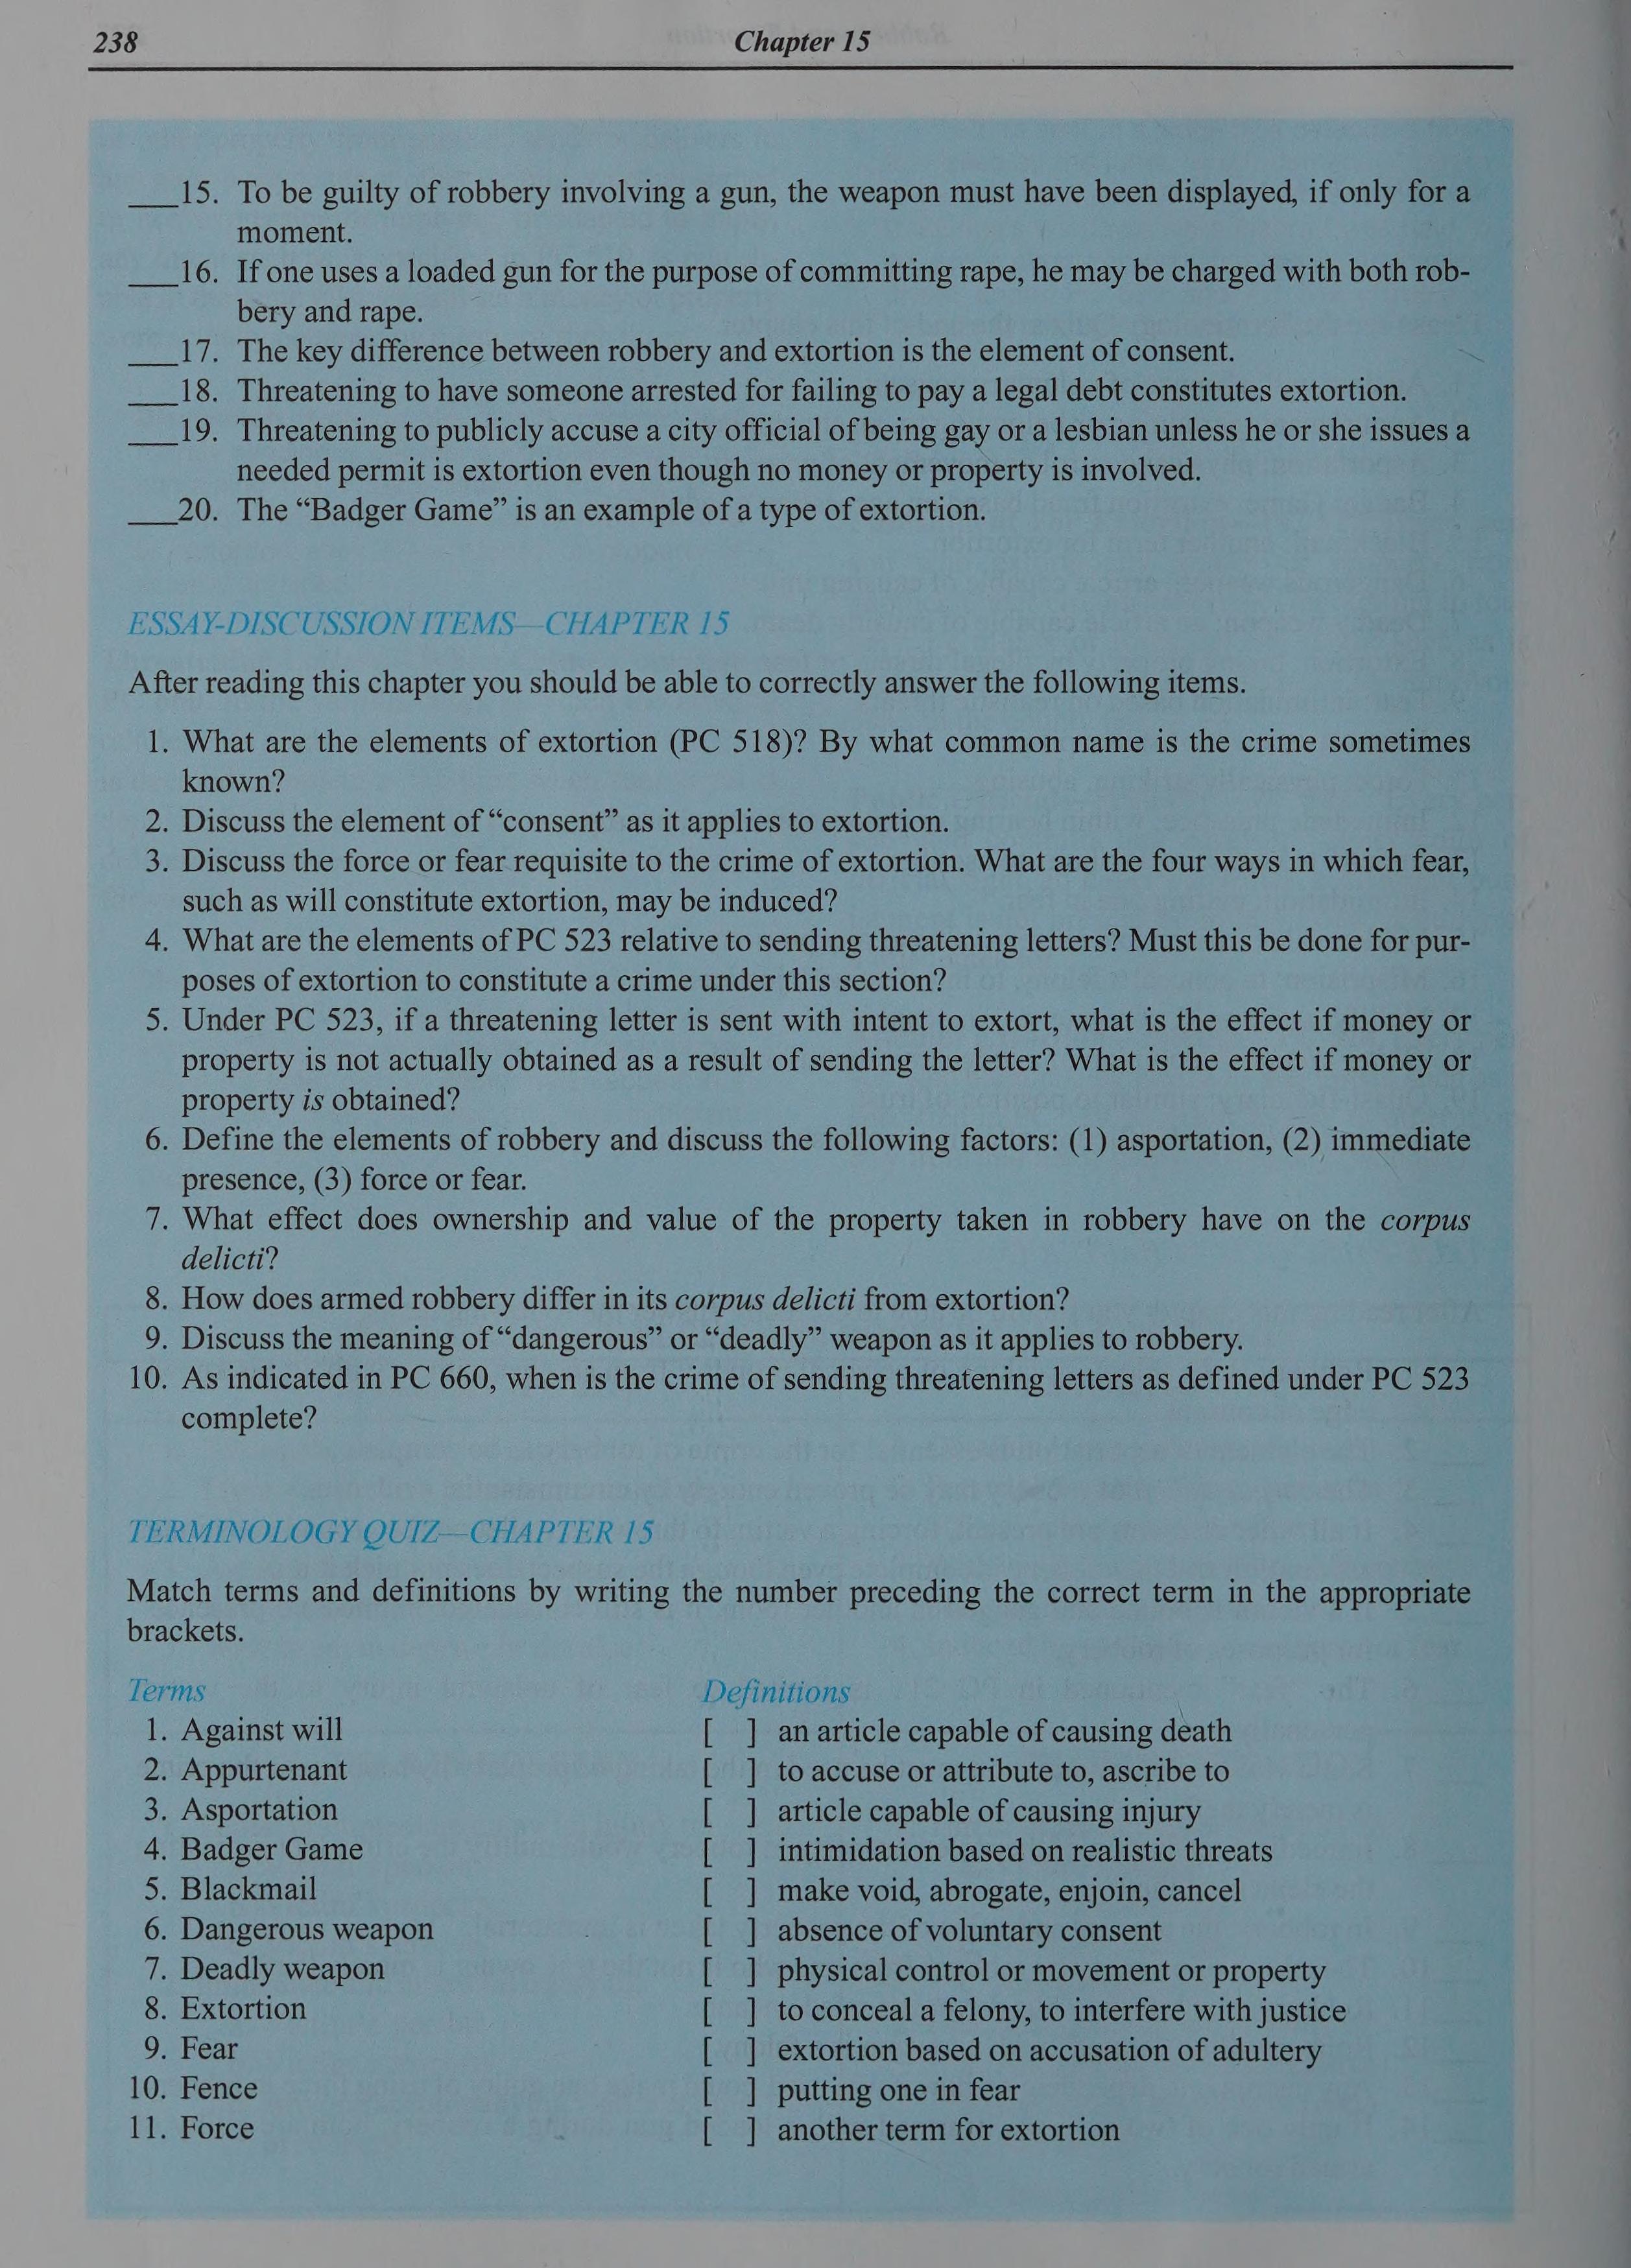 238
Chapter 15
___15. To be guilty of robbery involving a gun, the weapon must have been displayed, if only for a
moment.
___16. If one uses a loaded gun for the purpose of committing rape, he may be charged with both rob-
bery and rape.
___17. The key difference between robbery and extortion is the element of consent.
___18. Threatening to have someone arrested for failing to pay a legal debt constitutes extortion.
___19. Threatening to publicly accuse a city official of being gay or a lesbian unless he or she issues a
needed permit is extortion even though no money or property is involved.
___20. The “Badger Game” is an example of a type of extortion.
ESSAY-DISCUSSION ITEMS—CHAPTER 15
After reading this chapter you should be able to correctly answer the following items.
1. What are the elements of extortion (PC 518)? By what common name is the crime sometimes
known?
2. Discuss the element of “consent” as it applies to extortion.
3. Discuss the force or fear requisite to the crime of extortion. What are the four ways in which fear,
such as will constitute extortion, may be induced?
4. What are the elements of PC 523 relative to sending threatening letters? Must this be done for pur-
poses of extortion to constitute a crime under this section?
5. Under PC 523, if a threatening letter is sent with intent to extort, what is the effect if money or
property is not actually obtained as a result of sending the letter? What is the effect if money or
property is obtained?
6. Define the elements of robbery and discuss the following factors: (1) asportation, (2) immediate
presence, (3) force or fear.
7. What effect does ownership and value of the property taken in robbery have on the corpus
delicti?
8. How does armed robbery differ in its corpus delicti from extortion?
9. Discuss the meaning of “dangerous” or “deadly” weapon as it applies to robbery.
10. As indicated in PC 660, when is the crime of sending threatening letters as defined under PC 523
complete?
TERMINOLOGY QUIZ—CHAPTER 15
Match terms and definitions by writing the number preceding the correct term in the appropriate
brackets.
Terms
1. Against will
2. Appurtenant
3. Asportation
4. Badger Game
5. Blackmail
6. Dangerous weapon
7. Deadly weapon
8. Extortion
9. Fear
10. Fence
11. Force
Definitions
[ ] an article capable of causing death
[ ] to accuse or attribute to, ascribe to
[ ] article capable of causing injury
[ ] intimidation based on realistic threats
[ ] make void, abrogate, enjoin, cancel
[ ] absence of voluntary consent
[ ] physical control or movement or property
[ ] to conceal a felony, to interfere with justice
[ ] extortion based on accusation of adultery
[ ] putting one in fear
[ ] another term for extortion